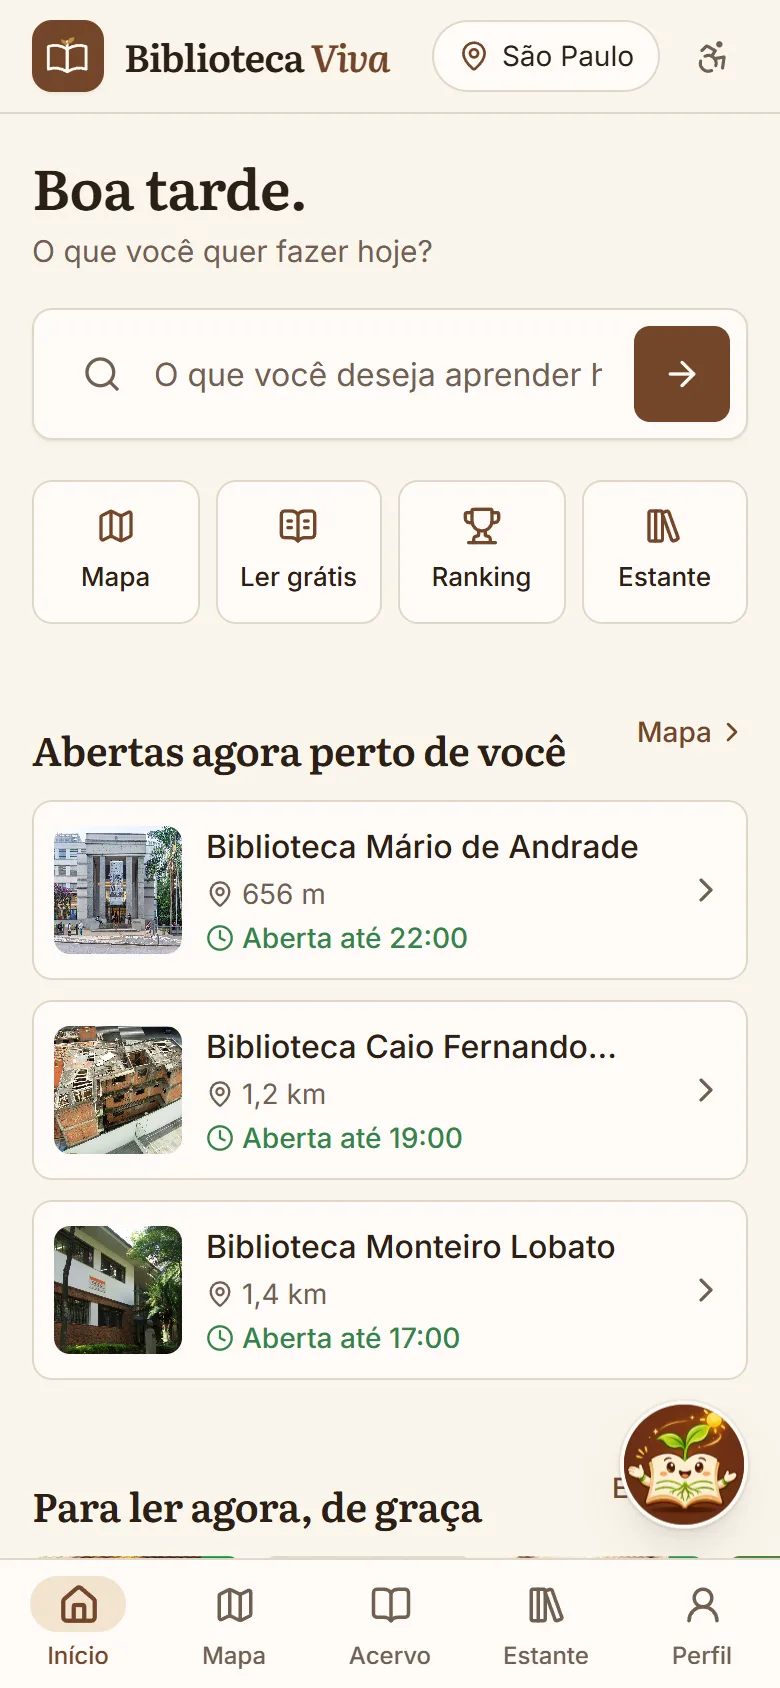 Biblioteca Viva
São Paulo
Boa tarde.
O que você quer fazer hoje?
O que você deseja aprender h
Mapa
Ler grátis
Ranking
Estante
Abertas agora perto de você
Mapa
Biblioteca Mário de Andrade
656 m
Aberta até 22:00
Biblioteca Caio Fernando...
1,2 km
Aberta até 19:00
Biblioteca Monteiro Lobato
1,4 km
Aberta até 17:00
Para ler agora, de graça
Início
Mapa
Acervo
Estante
Perfil